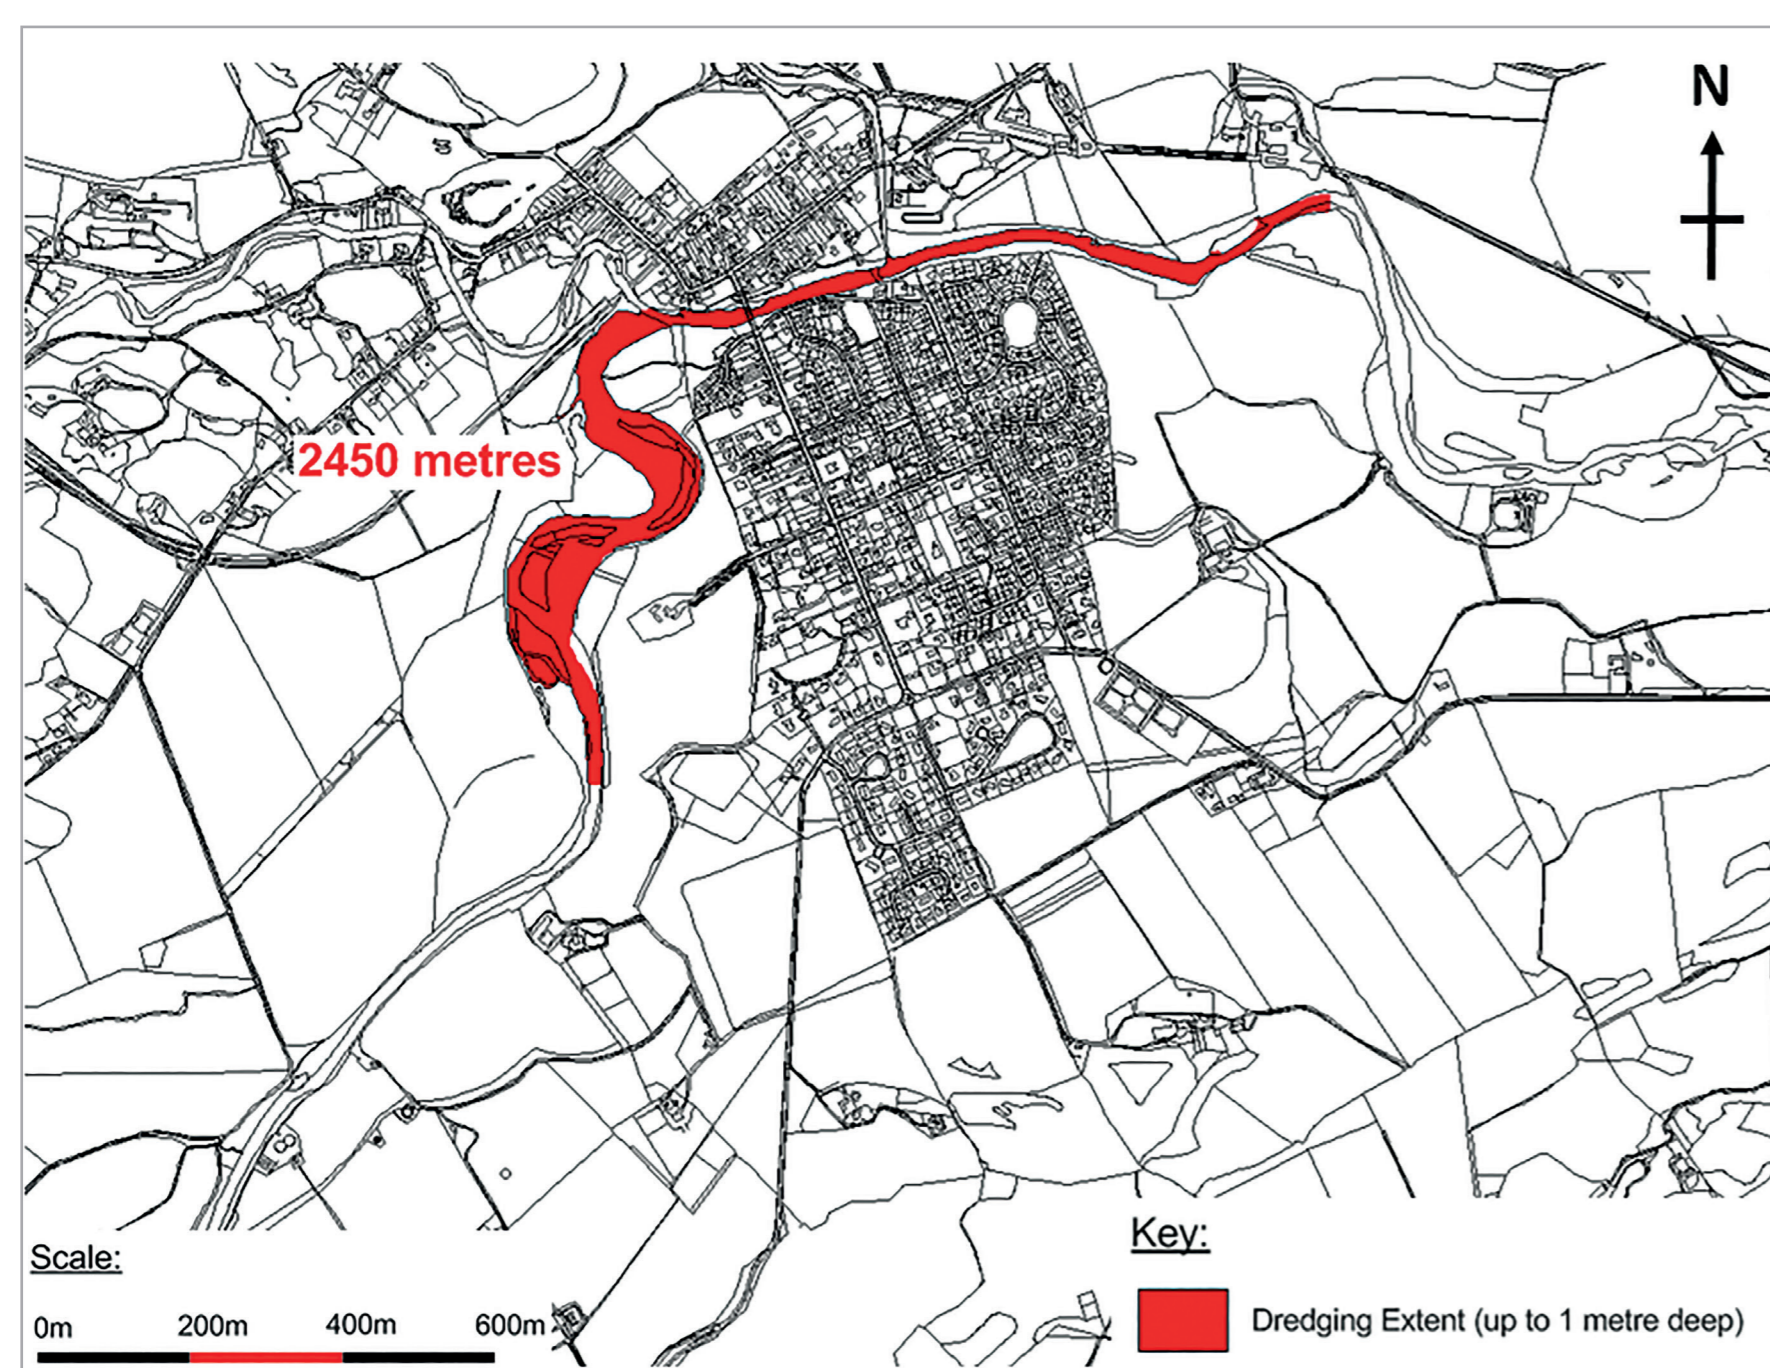 N
2450 metres
Scale:
0m 200m 400m 600m
Key:
Dredging Extent (up to 1 metre deep)